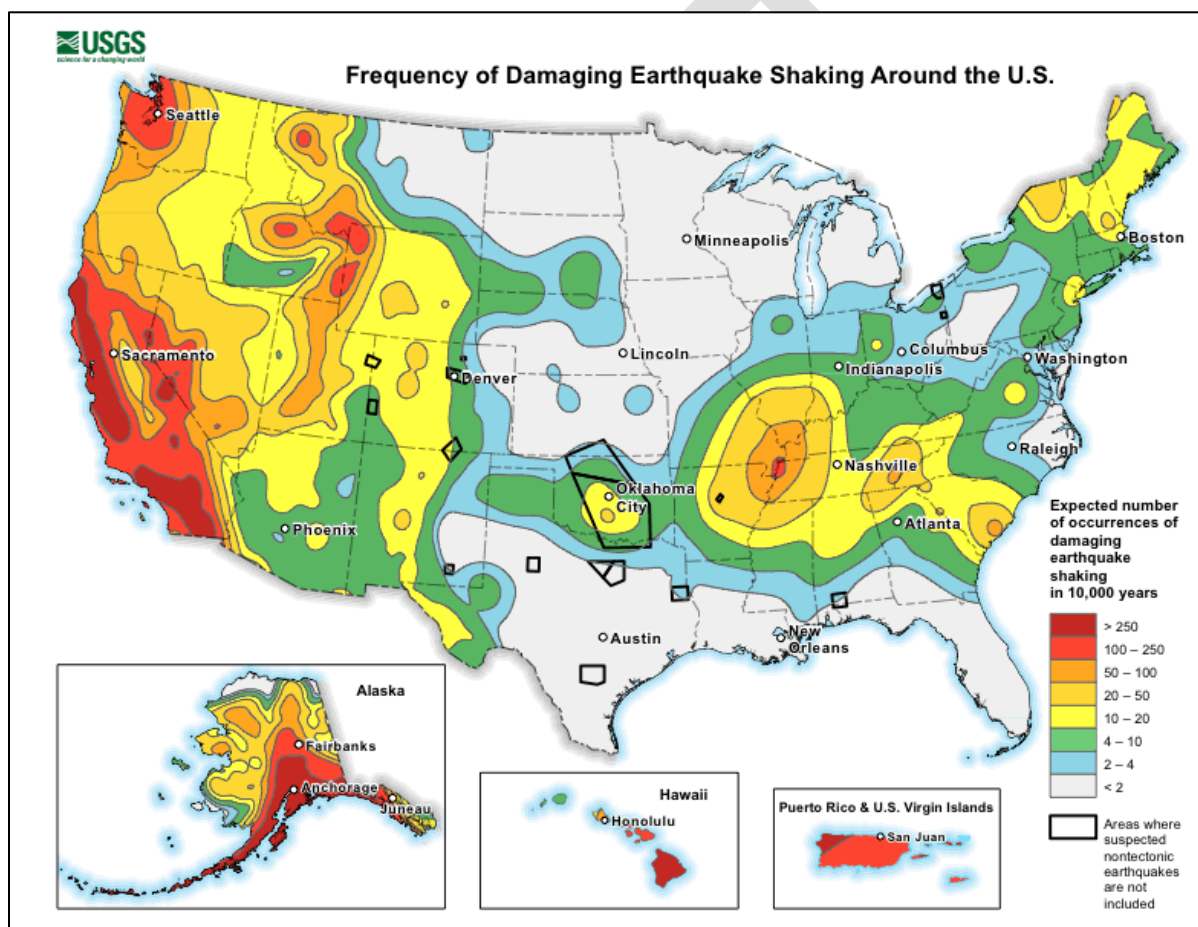 USGS
science for a changing world
Frequency of Damaging Earthquake Shaking Around the U.S.
Seattle
Minneapolis
Boston
Sacramento
Lincoln
Columbus
Washington
Denver
Indianapolis
Raleigh
Nashville
Oklahoma
City
Phoenix
Atlanta
Austin
New
Orleans
Expected number
of occurrences of
damaging
earthquake
shaking
in 10,000 years
> 250
100 – 250
50 – 100
20 – 50
10 – 20
4 – 10
2 – 4
< 2
Areas where
suspected
nontectonic
earthquakes
are not
included
Alaska
Fairbanks
Anchorage
Juneau
Hawaii
Honolulu
Puerto Rico & U.S. Virgin Islands
San Juan